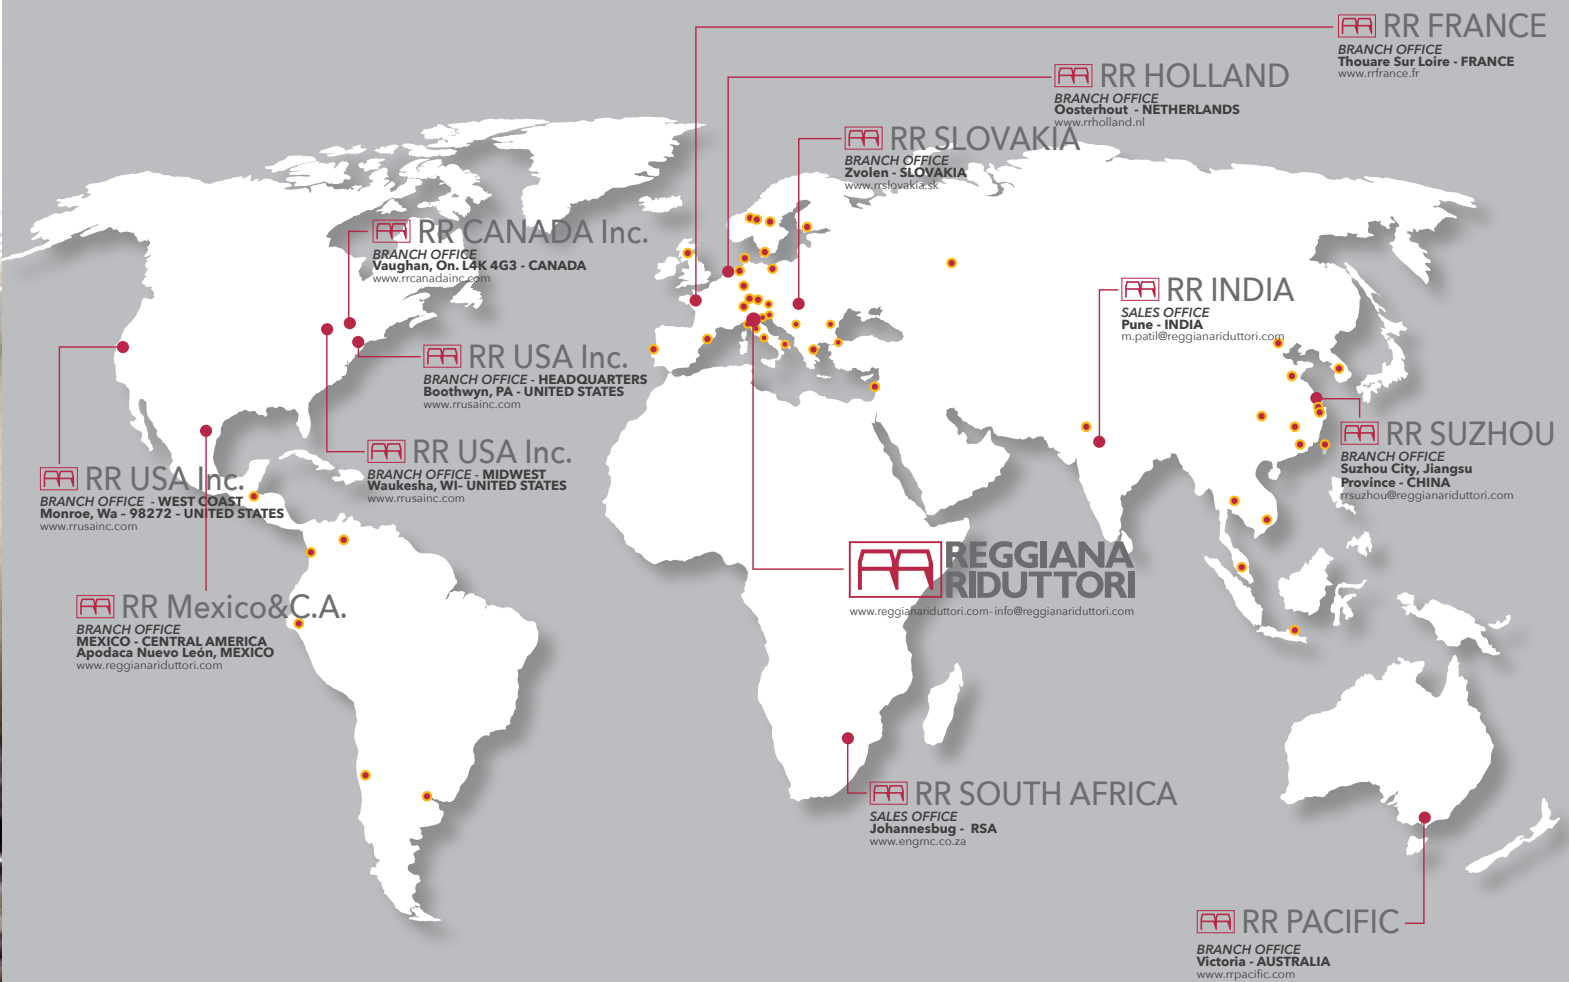 RR FRANCE
BRANCH OFFICE
Thouare Sur Loire - FRANCE
www.rrfrance.fr
RR HOLLAND
BRANCH OFFICE
Oosterhout - NETHERLANDS
www.rrholland.nl
RR SLOVAKIA
BRANCH OFFICE
Zvolen - SLOVAKIA
www.rrslovakia.sk
RR CANADA Inc.
BRANCH OFFICE
Vaughan, On. L4K 4G3 - CANADA
www.rrcanadainc.com
RR INDIA
SALES OFFICE
Pune - INDIA
m.patil@reggianariduttori.com
RR USA Inc.
BRANCH OFFICE - HEADQUARTERS
Boothwyn, PA - UNITED STATES
www.rrusainc.com
RR SUZHOU
BRANCH OFFICE
Suzhou City, Jiangsu
Province - CHINA
rrsuzhou@reggianariduttori.com
RR USA Inc.
BRANCH OFFICE - MIDWEST
Waukesha, WI- UNITED STATES
www.rrusainc.com
RR USA Inc.
BRANCH OFFICE - WEST COAST
Monroe, Wa – 98272 – UNITED STATES
www.rrusainc.com
REGGIANA
RIDUTTORI
www.reggianariduttori.com-info@reggianariduttori.com
RR Mexico&C.A.
BRANCH OFFICE
MEXICO - CENTRAL AMERICA
Apodaca Nuevo León, MEXICO
www.reggianariduttori.com
RR SOUTH AFRICA
SALES OFFICE
Johannesbug - RSA
www.engmc.co.za
RR PACIFIC
BRANCH OFFICE
Victoria - AUSTRALIA
www.rrpacific.com